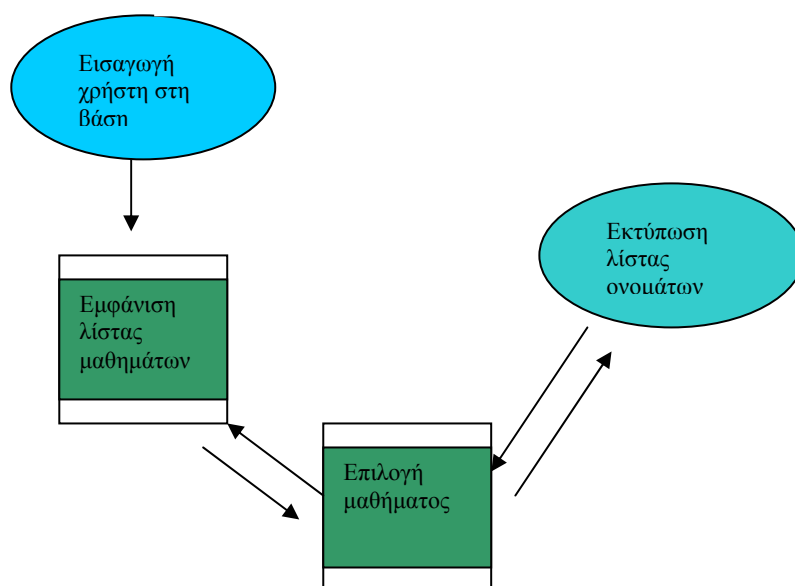 Εισαγωγή
χρήστη στη
βάση
Εκτύπωση
λίστας
ονομάτων
Εμφάνιση
λίστας
μαθημάτων
Επιλογή
μαθήματος